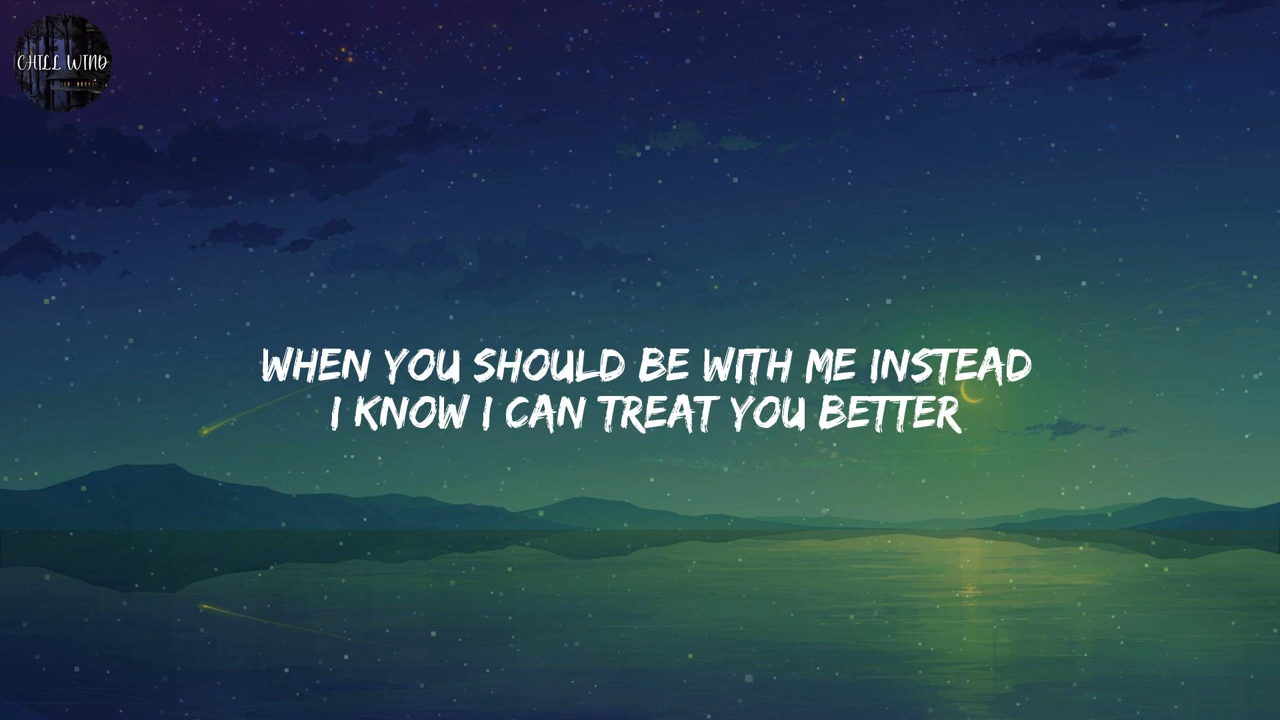 CHILL WIND
WHEN YOU SHOULD BE WITH ME INSTEAD
I KNOW I CAN TREAT YOU BETTER